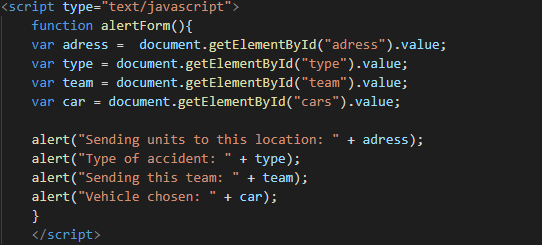 <script type="text/javascript">
function alertForm(){
var adress =  document.getElementById("adress").value;
var type = document.getElementById("type").value;
var team = document.getElementById("team").value;
var car = document.getElementById("cars").value;
alert("Sending units to this location: " + adress);
alert("Type of accident: " + type);
alert("Sending this team: " + team);
alert("Vehicle chosen: " + car);
}
</script>